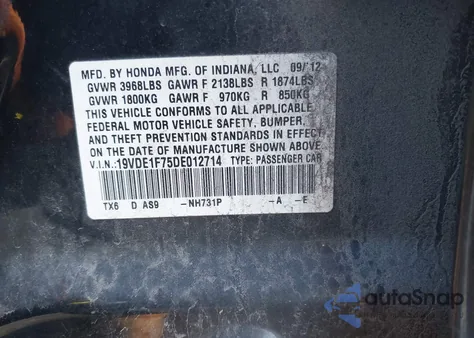 MFD. BY HONDA MFG. OF INDIANA, LLC 09/12
GVWR 3968LBS GAWR F 2138LBS R 1874LBS
GVWR 1800KG GAWR F 970KG R 850KG
THIS VEHICLE CONFORMS TO ALL APPLICABLE
FEDERAL MOTOR VEHICLE SAFETY, BUMPER,
AND THEFT PREVENTION STANDARDS IN EFFECT
ON THE DATE OF MANUFACTURE SHOWN ABOVE.
V.I.N.: 19VDE1F75DE012714 TYPE: PASSENGER CAR
TX6 D AS9 -NH731P -A -E
autoSnap